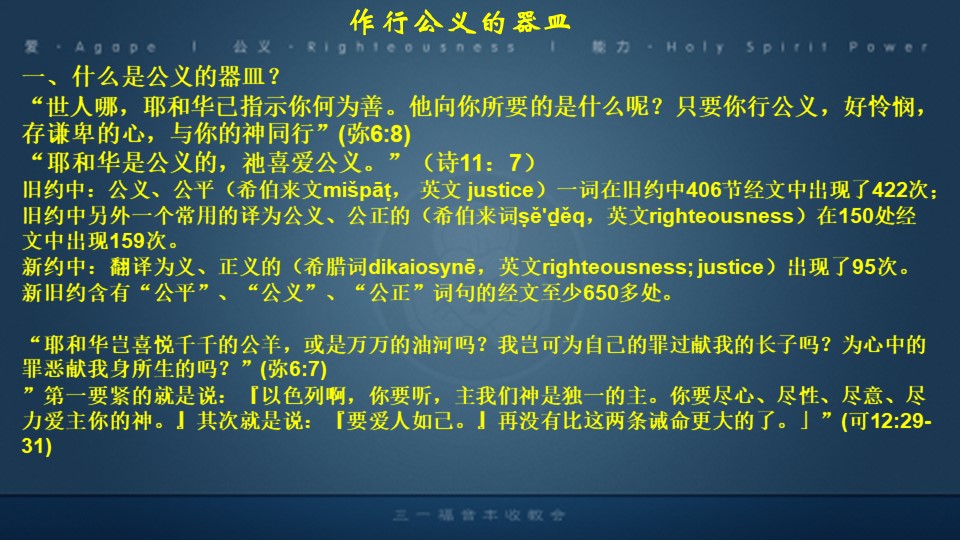 作行公义的器皿
爱 · Agape | 公义 · Righteousness | 能力 · Holy Spirit Power
一、什么是公义的器皿？
“世人哪，耶和华已指示你何为善。他向你所要的是什么呢？只要你行公义，好怜悯，
存谦卑的心，与你的神同行”(弥6:8)
“耶和华是公义的，祂喜爱公义。”（诗11：7）
旧约中：公义、公平（希伯来文mišpāṭ， 英文 justice）一词在旧约中406节经文中出现了422次；
旧约中另外一个常用的译为公义、公正的（希伯来词ṣĕ'ḏĕq，英文righteousness）在150处经
文中出现159次。
新约中：翻译为义、正义的（希腊词dikaiosynē，英文righteousness; justice）出现了95次。
新旧约含有“公平”、“公义”、“公正”词句的经文至少650多处。
“耶和华岂喜悦千千的公羊，或是万万的油河吗？我岂可为自己的罪过献我的长子吗？为心中的
罪恶献我身所生的吗？”(弥6:7)
”第一要紧的就是说：『以色列啊，你要听，主我们神是独一的主。你要尽心、尽性、尽意、尽
力爱主你的神。』其次就是说：『要爱人如己。』再没有比这两条诫命更大的了。」”(可12:29-
31)
三一福音丰收教会